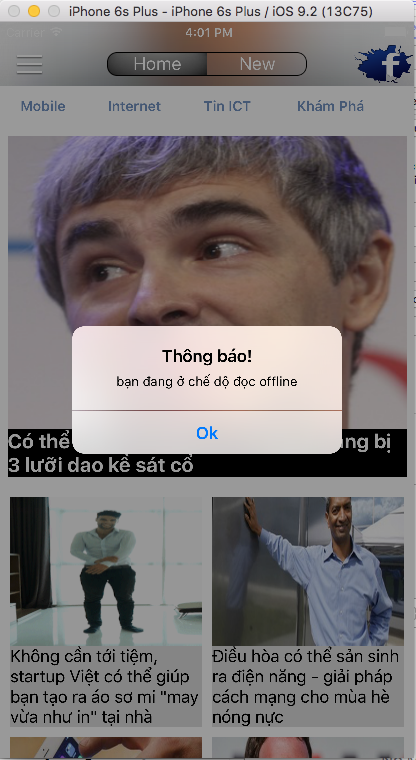 iPhone 6s Plus - iPhone 6s Plus / iOS 9.2 (13C75)
Carrier 4:01 PM
Home New
Mobile Internet Tin ICT Khám Phá
Thông báo!
bạn đang ở chế dộ đọc offline
Ok
Có thể ang bị
3 lưỡi dao kề sát cổ
Không cần tới tiệm,
startup Việt có thể giúp
bạn tạo ra áo sơ mi "may
vừa như in" tại nhà
Điều hòa có thể sản sinh
ra điện năng - giải pháp
cách mạng cho mùa hè
nóng nực